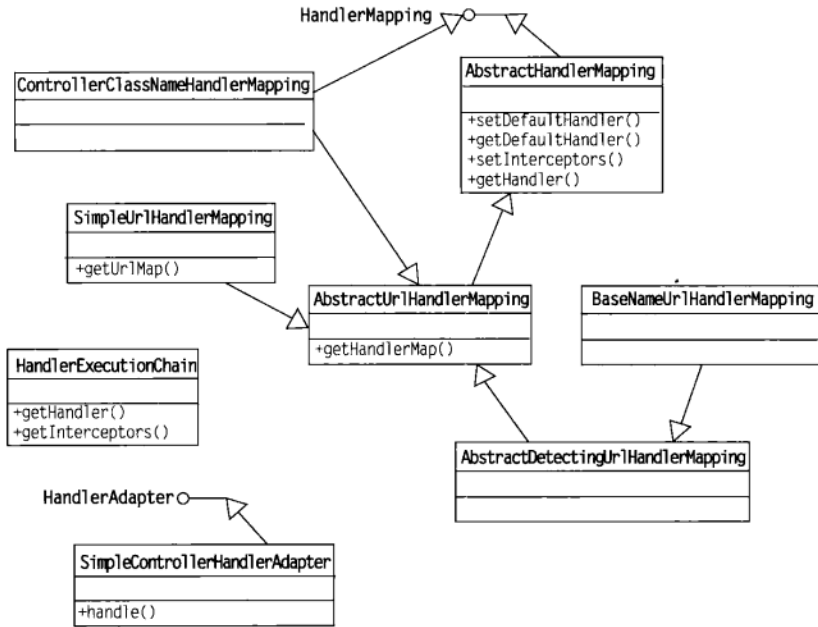 HandlerMapping
ControllerClassNameHandlerMapping
AbstractHandlerMapping
+setDefaultHandler()
+getDefaultHandler()
+setInterceptors()
+getHandler()
SimpleUrlHandlerMapping
+getUrlMap()
AbstractUrlHandlerMapping
+getHandlerMap()
BaseNameUrlHandlerMapping
HandlerExecutionChain
+getHandler()
+getInterceptors()
AbstractDetectingUrlHandlerMapping
HandlerAdapter
SimpleControllerHandlerAdapter
+handle()